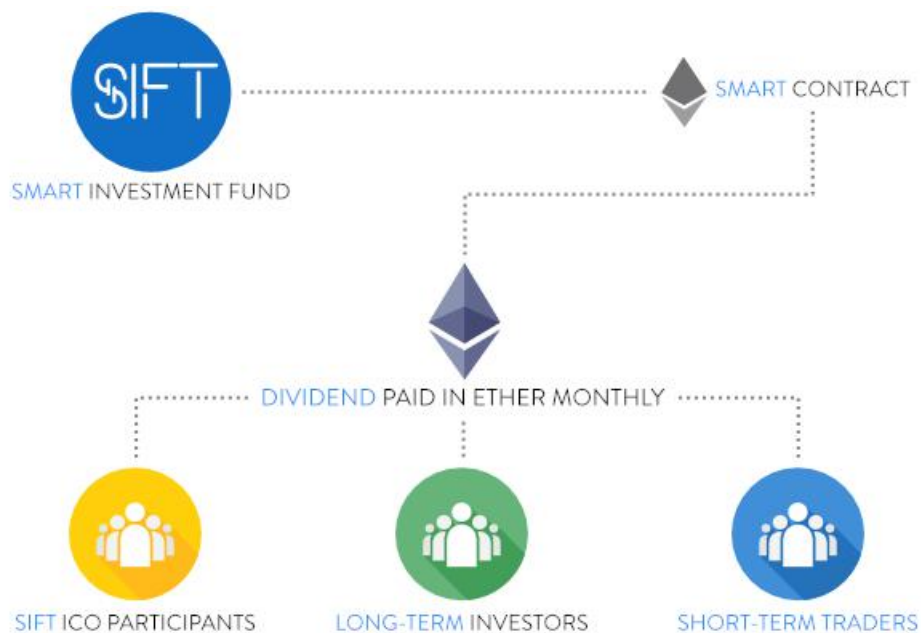 SIFT
SMART CONTRACT
SMART INVESTMENT FUND
DIVIDEND PAID IN ETHER MONTHLY
SIFT ICO PARTICIPANTS
LONG-TERM INVESTORS
SHORT-TERM TRADERS